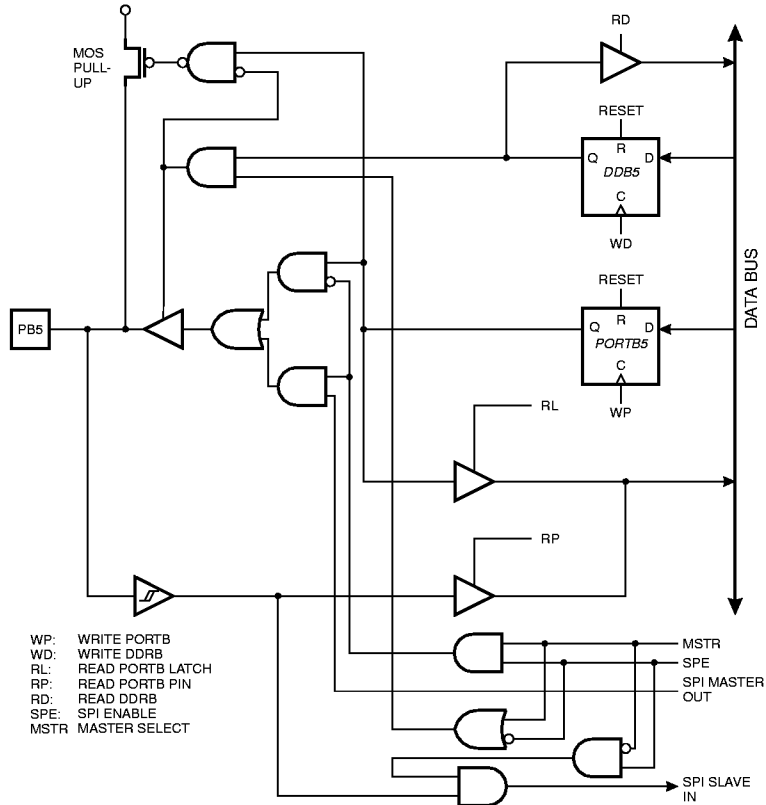 RD
MOS
PULL-
UP
RESET
R
Q
D
DDB5
C
WD
DATA BUS
RESET
R
Q
D
PORTB5
C
WP
PB5
RL
RP
WP: WRITE PORTB
WD: WRITE DDRB
RL: READ PORTB LATCH
RP: READ PORTB PIN
RD: READ DDRB
SPE: SPI ENABLE
MSTR MASTER SELECT
MSTR
SPE
SPI MASTER
OUT
SPI SLAVE
IN